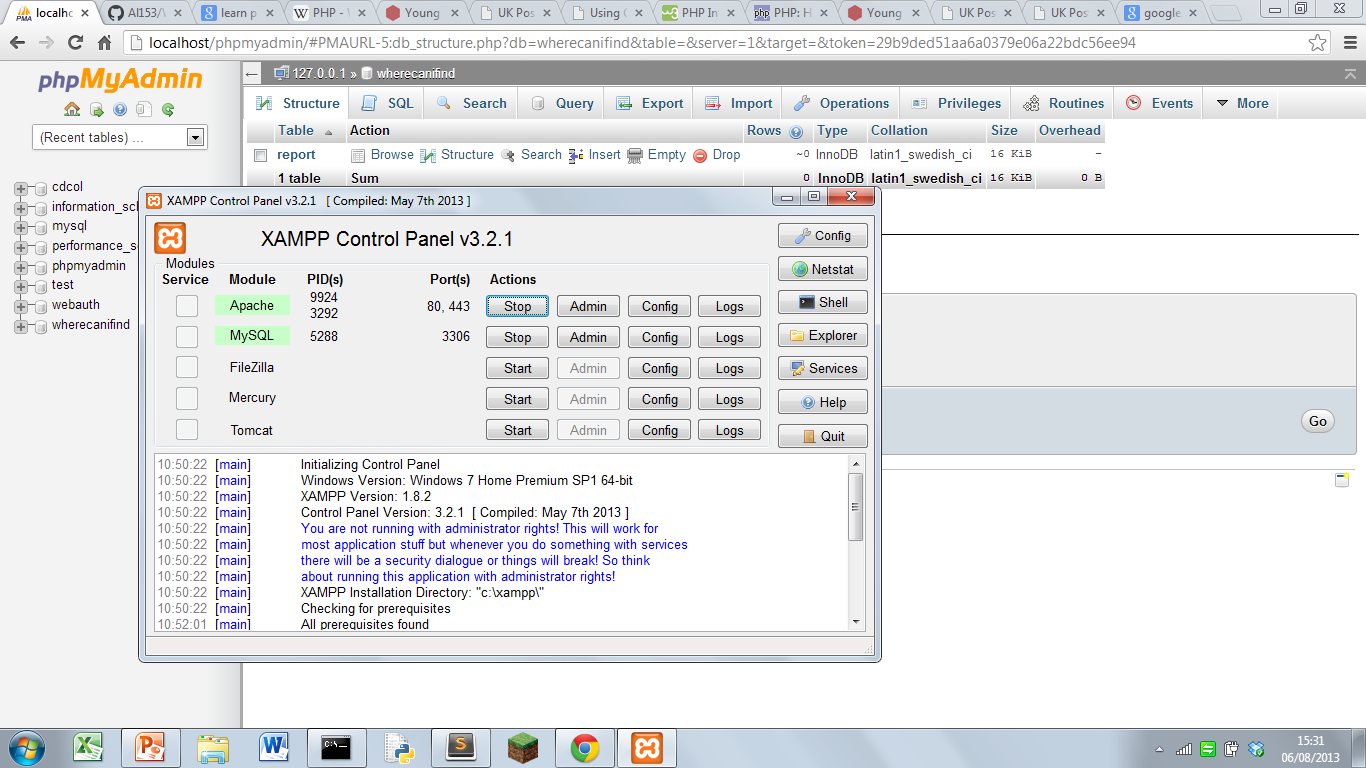 localho
AI153/
learn p
PHP - 
Young
UK Pos
Using
PHP In
PHP: H
Young
UK Pos
UK Pos
google
localhost/phpmyadmin/#PMAURL-5:db_structure.php?db=wherecanifind&table=&server=1&target=&token=29b9ded51aa6a0379e06a22bdc56ee94
phpMyAdmin
(Recent tables) ...
cdcol
information_scl
mysql
performance_s
phpmyadmin
test
webauth
wherecanifind
127.0.0.1 » wherecanifind
Structure SQL Search Query Export Import Operations Privileges Routines Events More
Table Action Rows Type Collation Size Overhead
report Browse Structure Search Insert Empty Drop ~0 InnoDB latin1_swedish_ci 16 KiB -
1 table Sum 0 InnoDB latin1_swedish_ci 16 KiB 0 B
Go
XAMPP Control Panel v3.2.1 [ Compiled: May 7th 2013 ]
XAMPP Control Panel v3.2.1
Modules
Service Module PID(s) Port(s) Actions
Apache 9924 3292 80, 443 Stop Admin Config Logs
MySQL 5288 3306 Stop Admin Config Logs
FileZilla Start Admin Config Logs
Mercury Start Admin Config Logs
Tomcat Start Admin Config Logs
Config
Netstat
Shell
Explorer
Services
Help
Quit
10:50:22 [main] Initializing Control Panel
10:50:22 [main] Windows Version: Windows 7 Home Premium SP1 64-bit
10:50:22 [main] XAMPP Version: 1.8.2
10:50:22 [main] Control Panel Version: 3.2.1 [ Compiled: May 7th 2013 ]
10:50:22 [main] You are not running with administrator rights! This will work for
10:50:22 [main] most application stuff but whenever you do something with services
10:50:22 [main] there will be a security dialogue or things will break! So think
10:50:22 [main] about running this application with administrator rights!
10:50:22 [main] XAMPP Installation Directory: "c:\xampp\"
10:50:22 [main] Checking for prerequisites
10:52:01 [main] All prerequisites found
15:31
06/08/2013